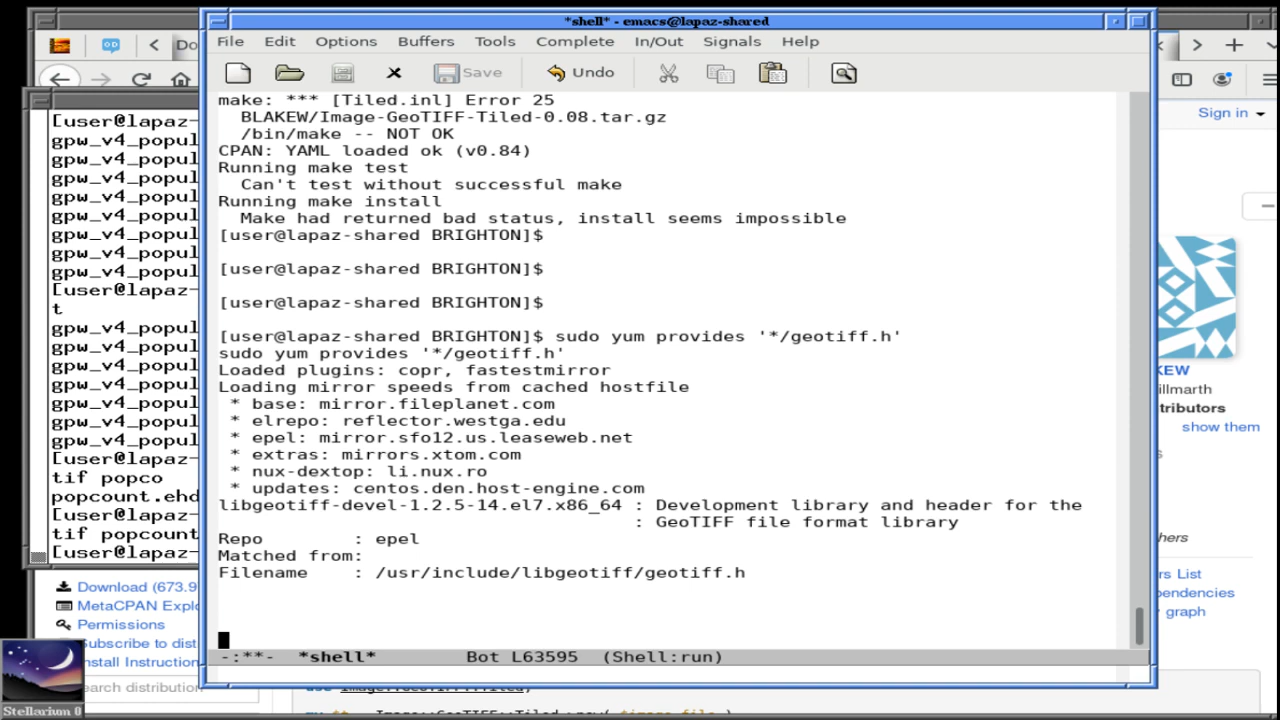 *shell* - emacs@lapaz-shared
File Edit Options Buffers Tools Complete In/Out Signals Help
Save Undo
make: *** [Tiled.inl] Error 25
BLAKEW/Image-GeoTIFF-Tiled-0.08.tar.gz
/bin/make -- NOT OK
CPAN: YAML loaded ok (v0.84)
Running make test
Can't test without successful make
Running make install
Make had returned bad status, install seems impossible
[user@lapaz-shared BRIGHTON]$
[user@lapaz-shared BRIGHTON]$
[user@lapaz-shared BRIGHTON]$
[user@lapaz-shared BRIGHTON]$ sudo yum provides '*/geotiff.h'
sudo yum provides '*/geotiff.h'
Loaded plugins: copr, fastestmirror
Loading mirror speeds from cached hostfile
* base: mirror.fileplanet.com
* elrepo: reflector.westga.edu
* epel: mirror.sfo12.us.leaseweb.net
* extras: mirrors.xtom.com
* nux-dextop: li.nux.ro
* updates: centos.den.host-engine.com
libgeotiff-devel-1.2.5-14.el7.x86_64 : Development library and header for the
: GeoTIFF file format library
Repo : epel
Matched from:
Filename : /usr/include/libgeotiff/geotiff.h
-:**- *shell* Bot L63595 (Shell:run)
Do
[user@lapaz-
gpw_v4_popul
gpw_v4_popul
gpw_v4_popul
gpw_v4_popul
gpw_v4_popul
gpw_v4_popul
gpw_v4_popul
gpw_v4_popul
[user@lapaz-
t
gpw_v4_popul
gpw_v4_popul
gpw_v4_popul
gpw_v4_popul
gpw_v4_popul
gpw_v4_popul
gpw_v4_popul
[user@lapaz-
tif popco
popcount.ehd
[user@lapaz-
tif popcount
[user@lapaz-
Download (673.9
MetaCPAN Explo
Permissions
Subscribe to dist
nstall Instruction
earch distribution
Stellarium 0
Sign in
KEW
illmarth
tributors
show them
hers
rs List
pendencies
graph